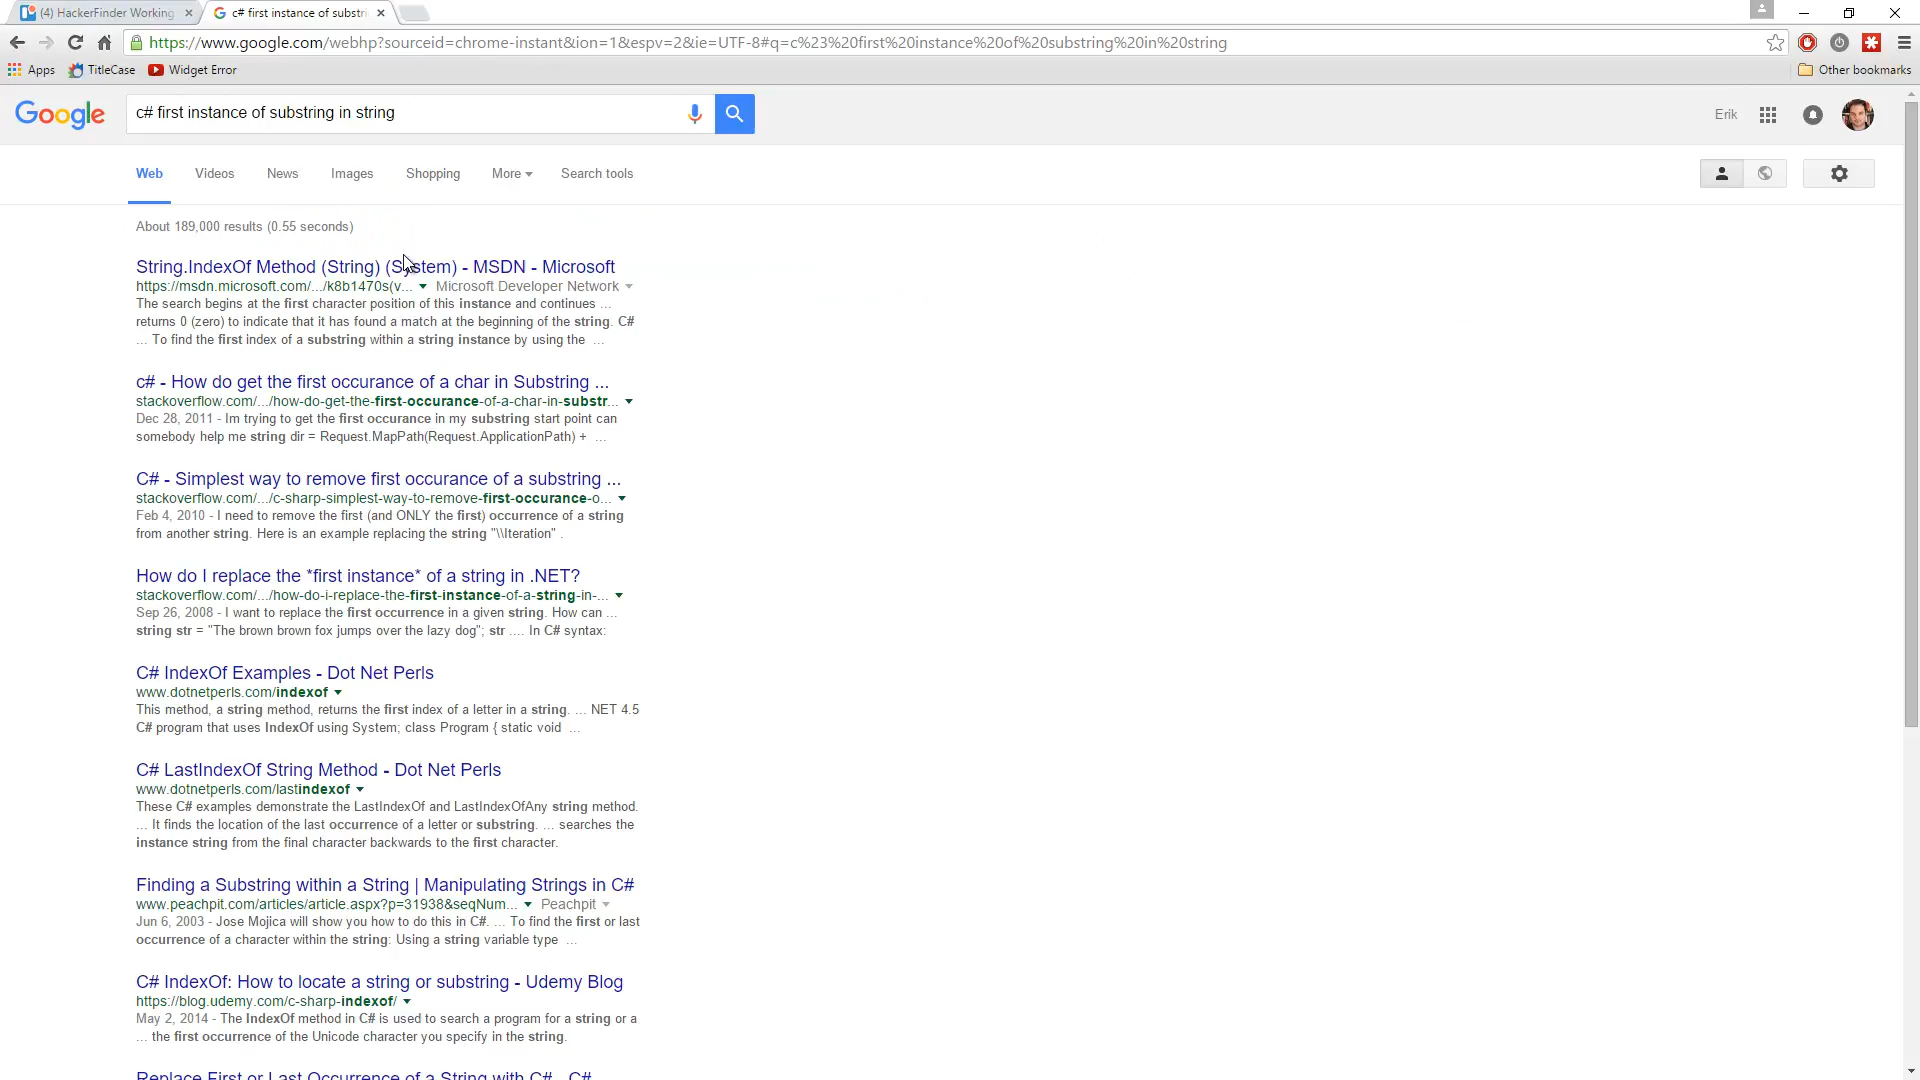 (4) HackerFinder Working
c# first instance of substri
https://www.google.com/webhp?sourceid=chrome-instant&ion=1&espv=2&ie=UTF-8#q=c%23%20first%20instance%20of%20substring%20in%20string
Apps TitleCase Widget Error Other bookmarks
Google c# first instance of substring in string Erik
Web Videos News Images Shopping More Search tools
About 189,000 results (0.55 seconds)
String.IndexOf Method (String) (System) - MSDN - Microsoft
https://msdn.microsoft.com/.../k8b1470s(v... Microsoft Developer Network
The search begins at the first character position of this instance and continues ...
returns 0 (zero) to indicate that it has found a match at the beginning of the string. C#
... To find the first index of a substring within a string instance by using the ...
c# - How do get the first occurance of a char in Substring ...
stackoverflow.com/.../how-do-get-the-first-occurance-of-a-char-in-substr...
Dec 28, 2011 - Im trying to get the first occurance in my substring start point can
somebody help me string dir = Request.MapPath(Request.ApplicationPath) + ...
C# - Simplest way to remove first occurance of a substring ...
stackoverflow.com/.../c-sharp-simplest-way-to-remove-first-occurance-o...
Feb 4, 2010 - I need to remove the first (and ONLY the first) occurrence of a string
from another string. Here is an example replacing the string "\\Iteration" .
How do I replace the *first instance* of a string in .NET?
stackoverflow.com/.../how-do-i-replace-the-first-instance-of-a-string-in-...
Sep 26, 2008 - I want to replace the first occurrence in a given string. How can ...
string str = "The brown brown fox jumps over the lazy dog"; str .... In C# syntax:
C# IndexOf Examples - Dot Net Perls
www.dotnetperls.com/indexof
This method, a string method, returns the first index of a letter in a string. ... NET 4.5
C# program that uses IndexOf using System; class Program { static void ...
C# LastIndexOf String Method - Dot Net Perls
www.dotnetperls.com/lastindexof
These C# examples demonstrate the LastIndexOf and LastIndexOfAny string method.
... It finds the location of the last occurrence of a letter or substring. ... searches the
instance string from the final character backwards to the first character.
Finding a Substring within a String | Manipulating Strings in C#
www.peachpit.com/articles/article.aspx?p=31938&seqNum... Peachpit
Jun 6, 2003 - Jose Mojica will show you how to do this in C#. ... To find the first or last
occurrence of a character within the string: Using a string variable type ...
C# IndexOf: How to locate a string or substring - Udemy Blog
https://blog.udemy.com/c-sharp-indexof/
May 2, 2014 - The IndexOf method in C# is used to search a program for a string or a
... the first occurrence of the Unicode character you specify in the string.
Replace First or Last Occurrence of a String with C# - C#